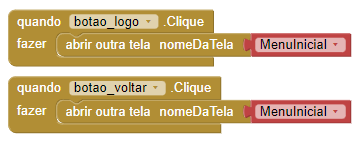 quando botao_logo .Clique
fazer abrir outra tela nomeDaTela MenuInicial
quando botao_voltar .Clique
fazer abrir outra tela nomeDaTela MenuInicial